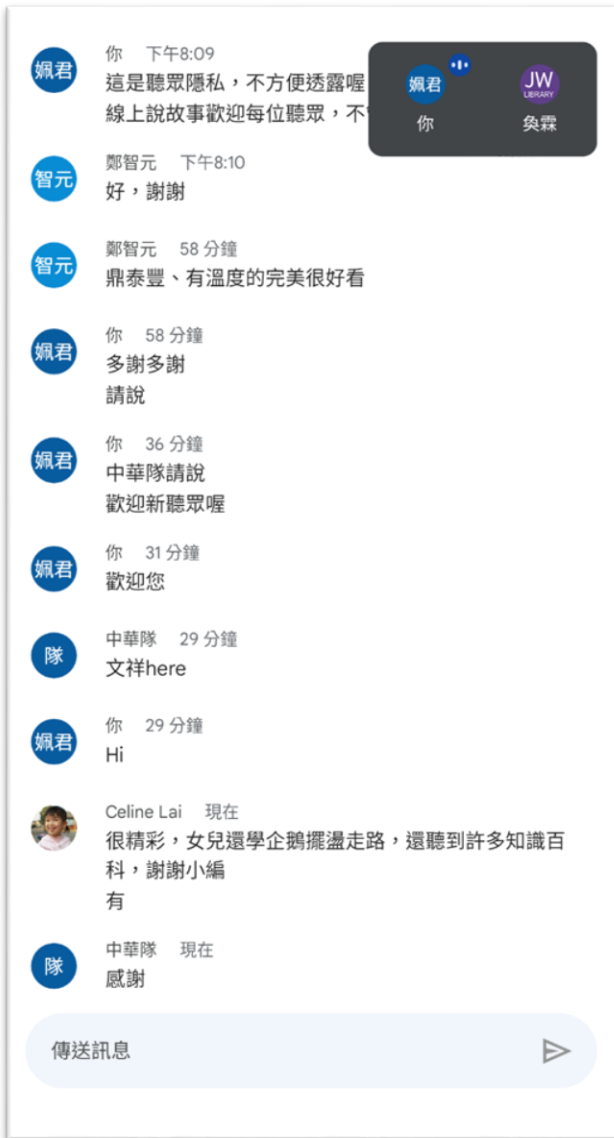 你 下午8:09
姵君
這是聽眾隱私，不方便透露喔
線上說故事歡迎每位聽眾，不
姵君
你
JW
LIBRARY
奐霖
鄭智元 下午8:10
智元
好，謝謝
鄭智元 58 分鐘
智元
鼎泰豐、有溫度的完美很好看
你 58 分鐘
姵君
多謝多謝
請說
你 36 分鐘
姵君
中華隊請說
歡迎新聽眾喔
你 31 分鐘
姵君
歡迎您
中華隊 29 分鐘
隊
文祥here
你 29 分鐘
姵君
Hi
Celine Lai 現在
很精彩，女兒還學企鵝擺盪走路，還聽到許多知識百
科，謝謝小編
有
中華隊 現在
隊
感謝
傳送訊息